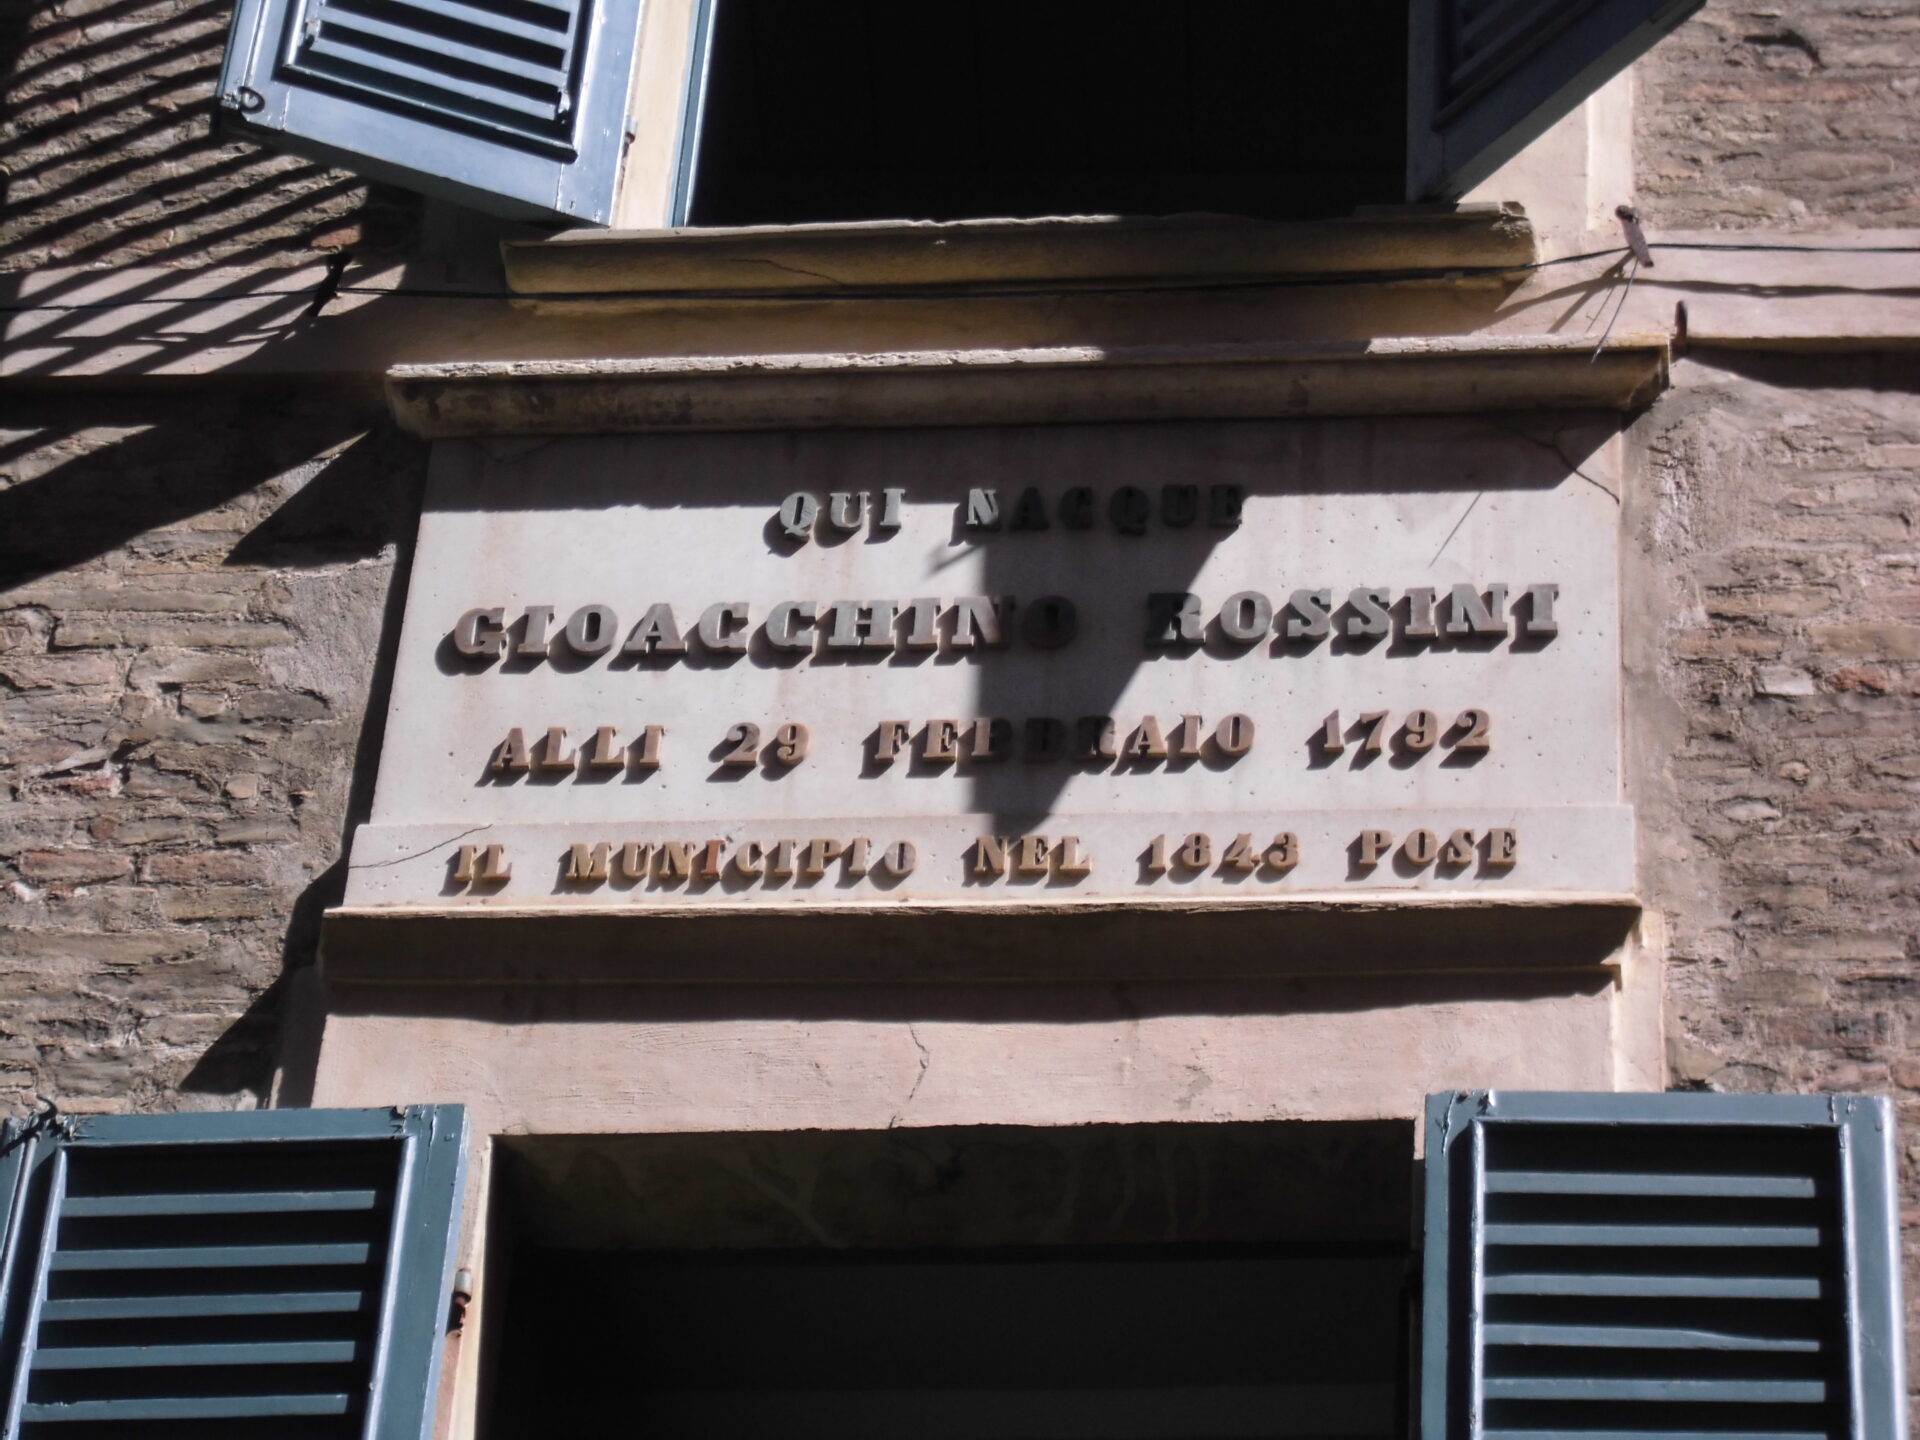 QUI NACQUE
GIOACCHINO ROSSINI
ALLI 29 FEBBRAIO 1792
IL MUNICIPIO NEL 1843 POSE